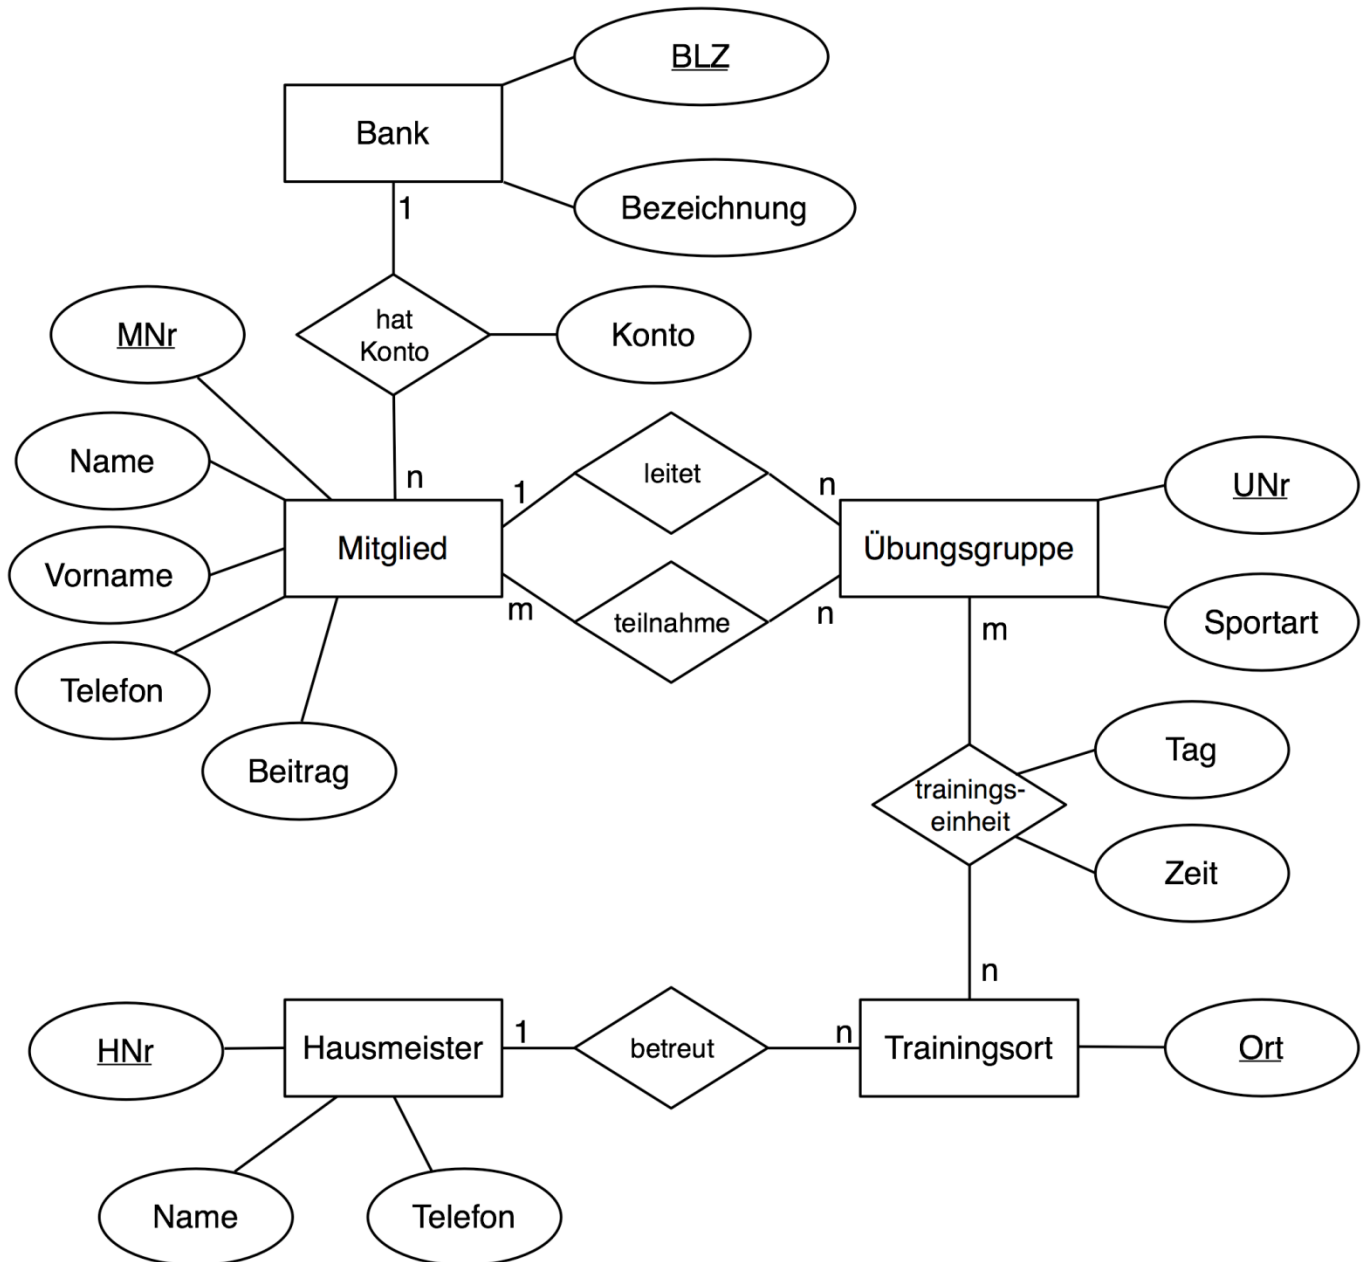 BLZ
Bank
Bezeichnung
1
MNr
hat
Konto
Konto
Name
n
1
leitet
n
UNr
Mitglied
Übungsgruppe
Vorname
m
teilnahme
n
m
Sportart
Telefon
Beitrag
Tag
trainings-
einheit
Zeit
n
HNr
Hausmeister
1
betreut
n
Trainingsort
Ort
Name
Telefon